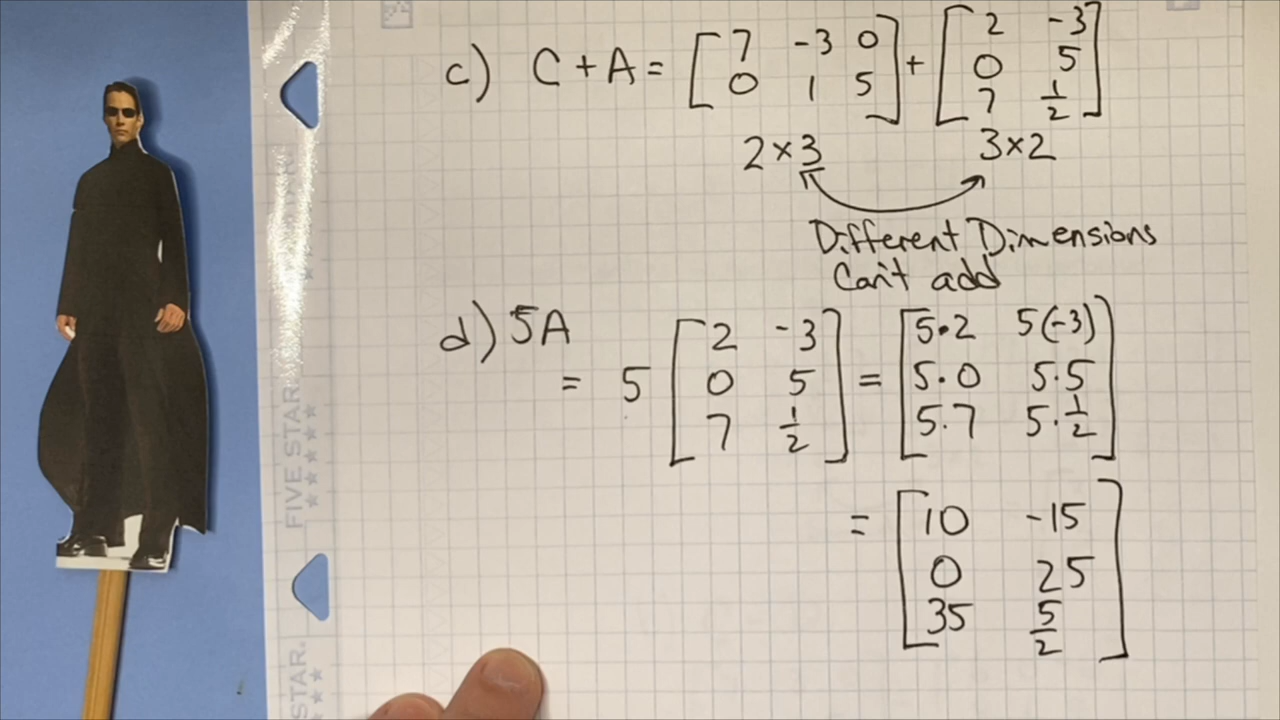 c) C + A = [ 7 -3 0 ] + [ 2 -3 ]
0 1 5 0 5
7 1/2
2 × 3 3 × 2
Different Dimensions
Can't add
d) 5A
= 5 [ 2 -3 ] = [ 5•2 5(-3) ]
0 5 5•0 5•5
7 1/2 5•7 5•1/2
= [ 10 -15 ]
0 25
35 5/2
FIVE STAR
STAR.